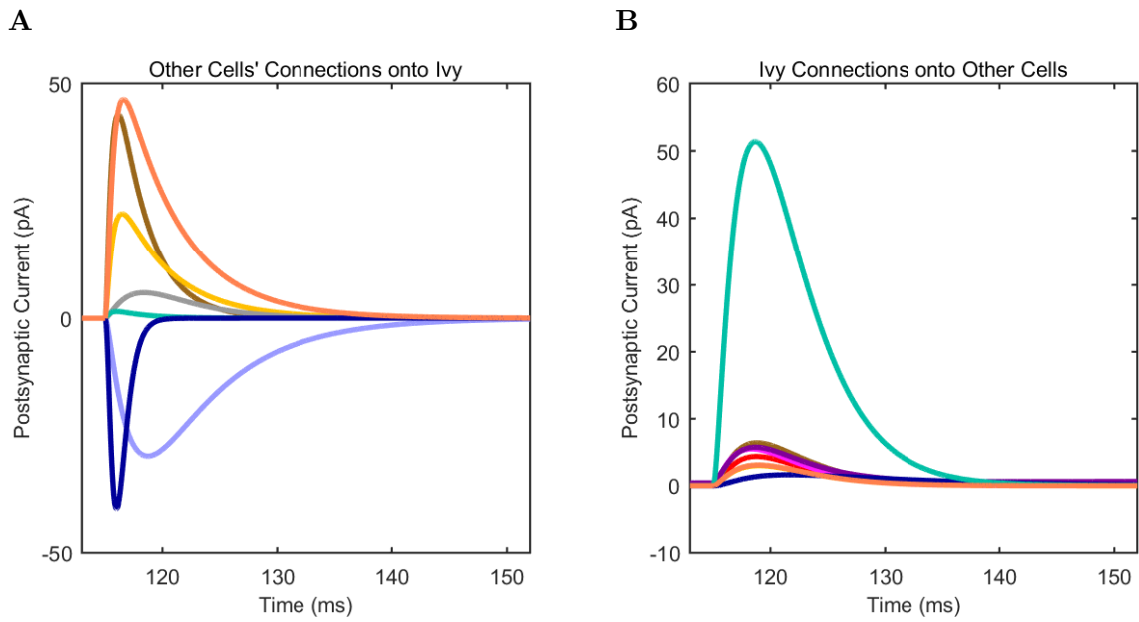 A
B
Other Cells' Connections onto Ivy
Ivy Connections onto Other Cells
50
0
-50
Postsynaptic Current (pA)
120 130 140 150
Time (ms)
60
50
40
30
20
10
0
-10
Postsynaptic Current (pA)
120 130 140 150
Time (ms)